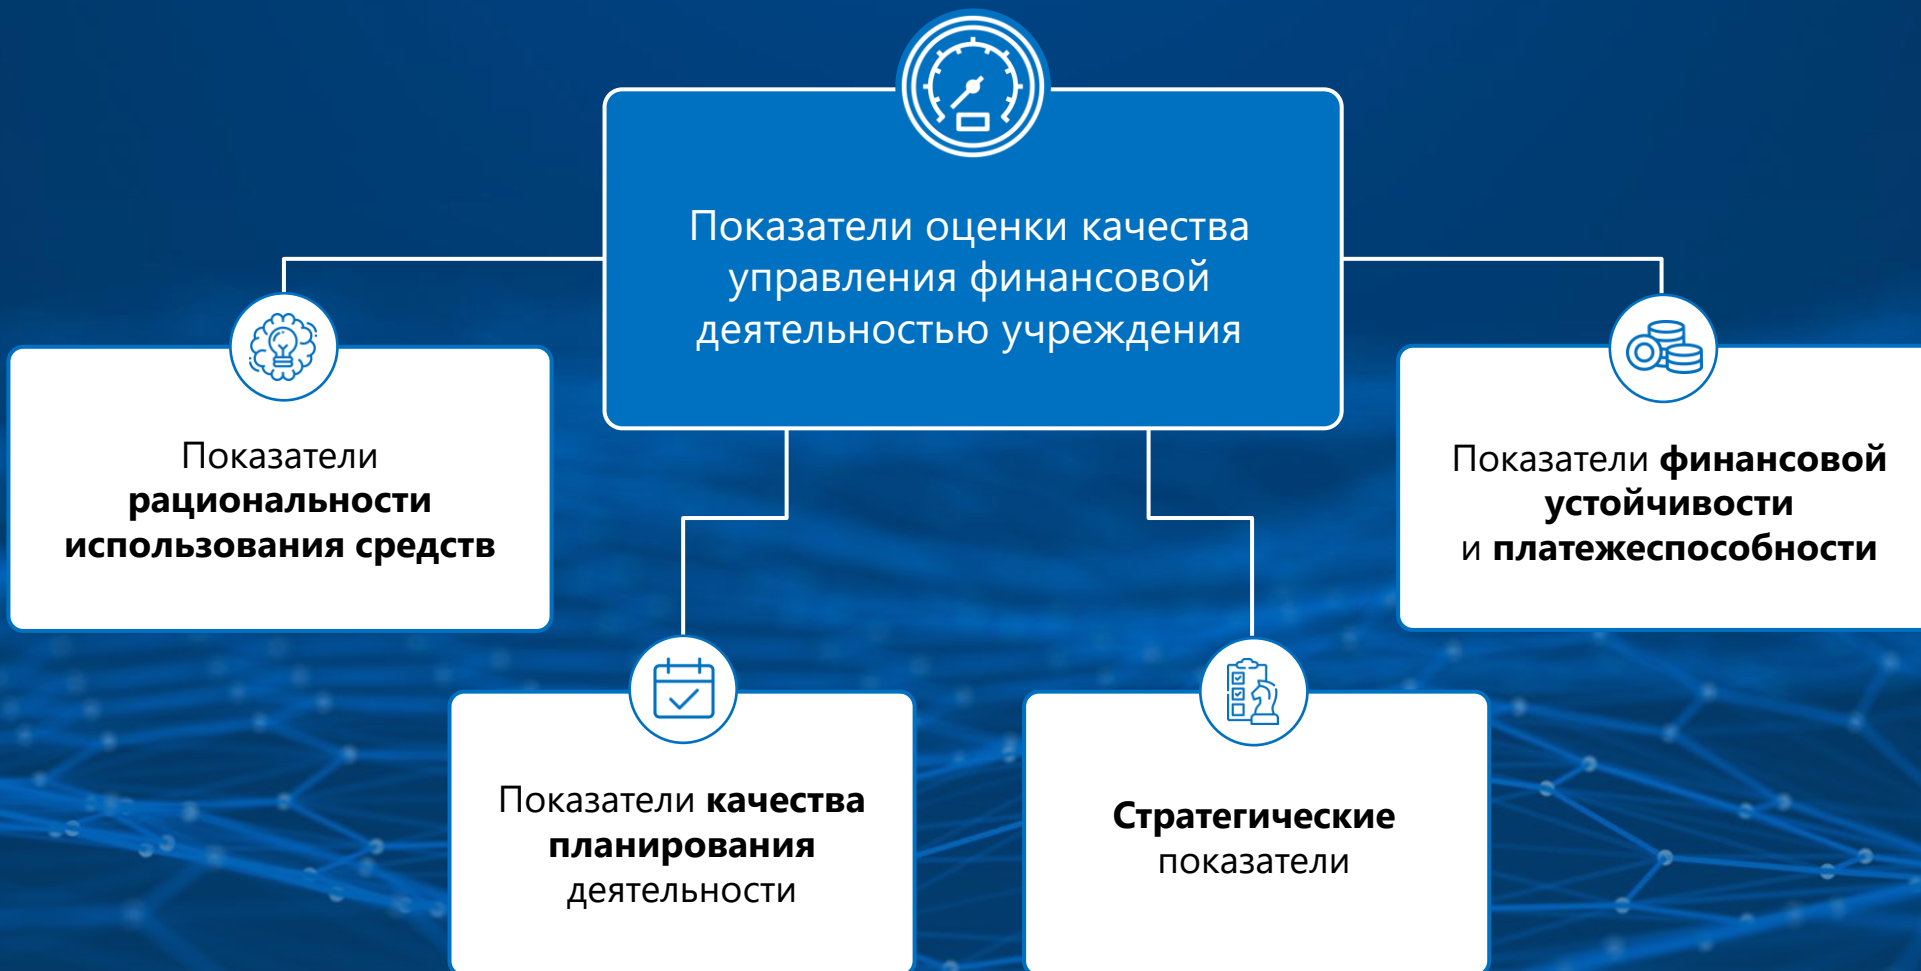 Показатели оценки качества
управления финансовой
деятельностью учреждения
Показатели
рациональности
использования средств
Показатели качества
планирования
деятельности
Стратегические
показатели
Показатели финансовой
устойчивости
и платежеспособности